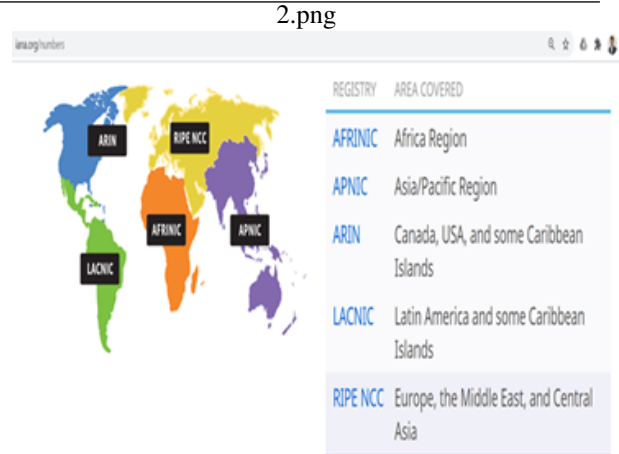 2.png
iana.org/numbers
ARIN
RIPE NCC
AFRINIC
APNIC
LACNIC
REGISTRY AREA COVERED
AFRINIC Africa Region
APNIC Asia/Pacific Region
ARIN Canada, USA, and some Caribbean
Islands
LACNIC Latin America and some Caribbean
Islands
RIPE NCC Europe, the Middle East, and Central
Asia